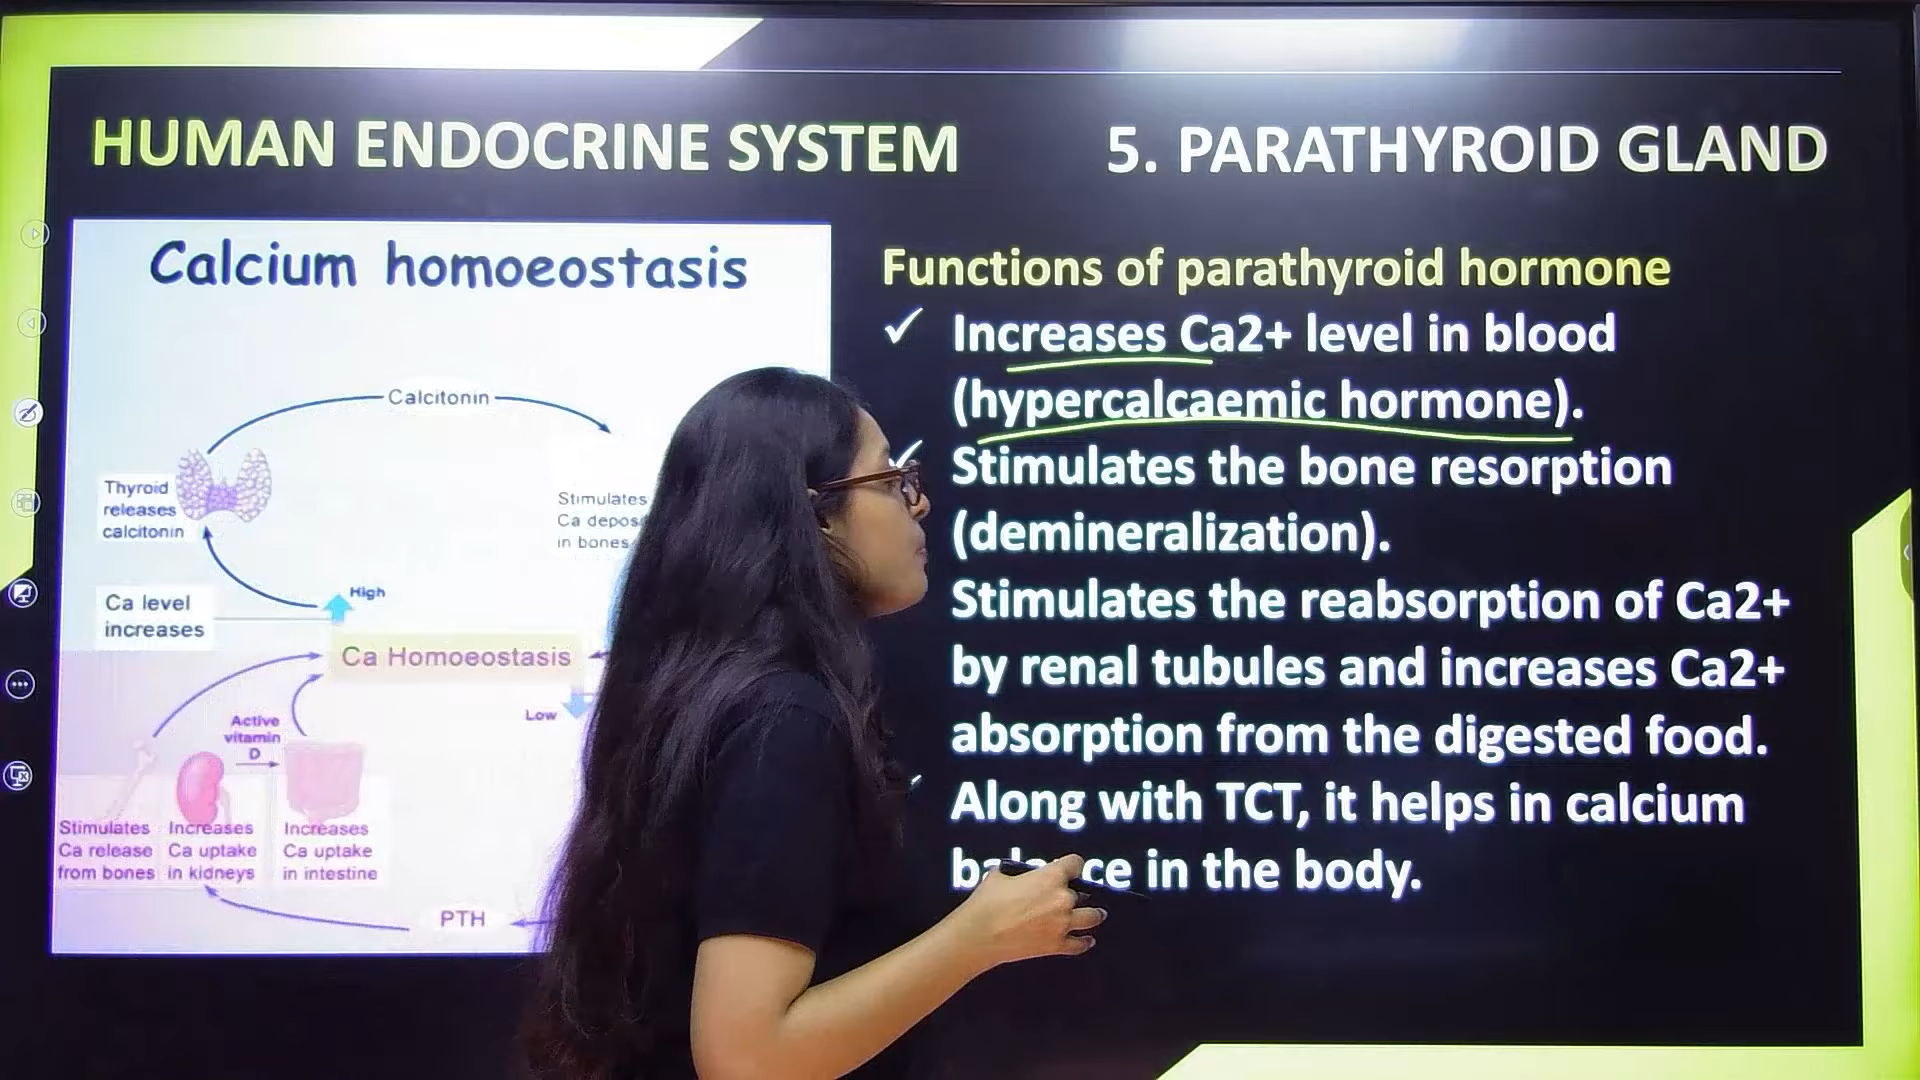 HUMAN ENDOCRINE SYSTEM
5. PARATHYROID GLAND
Calcium homoeostasis
Calcitonin
Thyroid
releases
calcitonin
Stimulates
Ca
in bones
High
Ca level
increases
Ca Homoeostasis
Low
Active
vitamin
D
Stimulates
Ca release
from bones
Increases
Ca uptake
in kidneys
Increases
Ca uptake
in intestine
PTH
Functions of parathyroid hormone
✓ Increases Ca2+ level in blood
(hypercalcaemic hormone).
✓ Stimulates the bone resorption
(demineralization).
Stimulates the reabsorption of Ca2+
by renal tubules and increases Ca2+
absorption from the digested food.
Along with TCT, it helps in calcium
in the body.